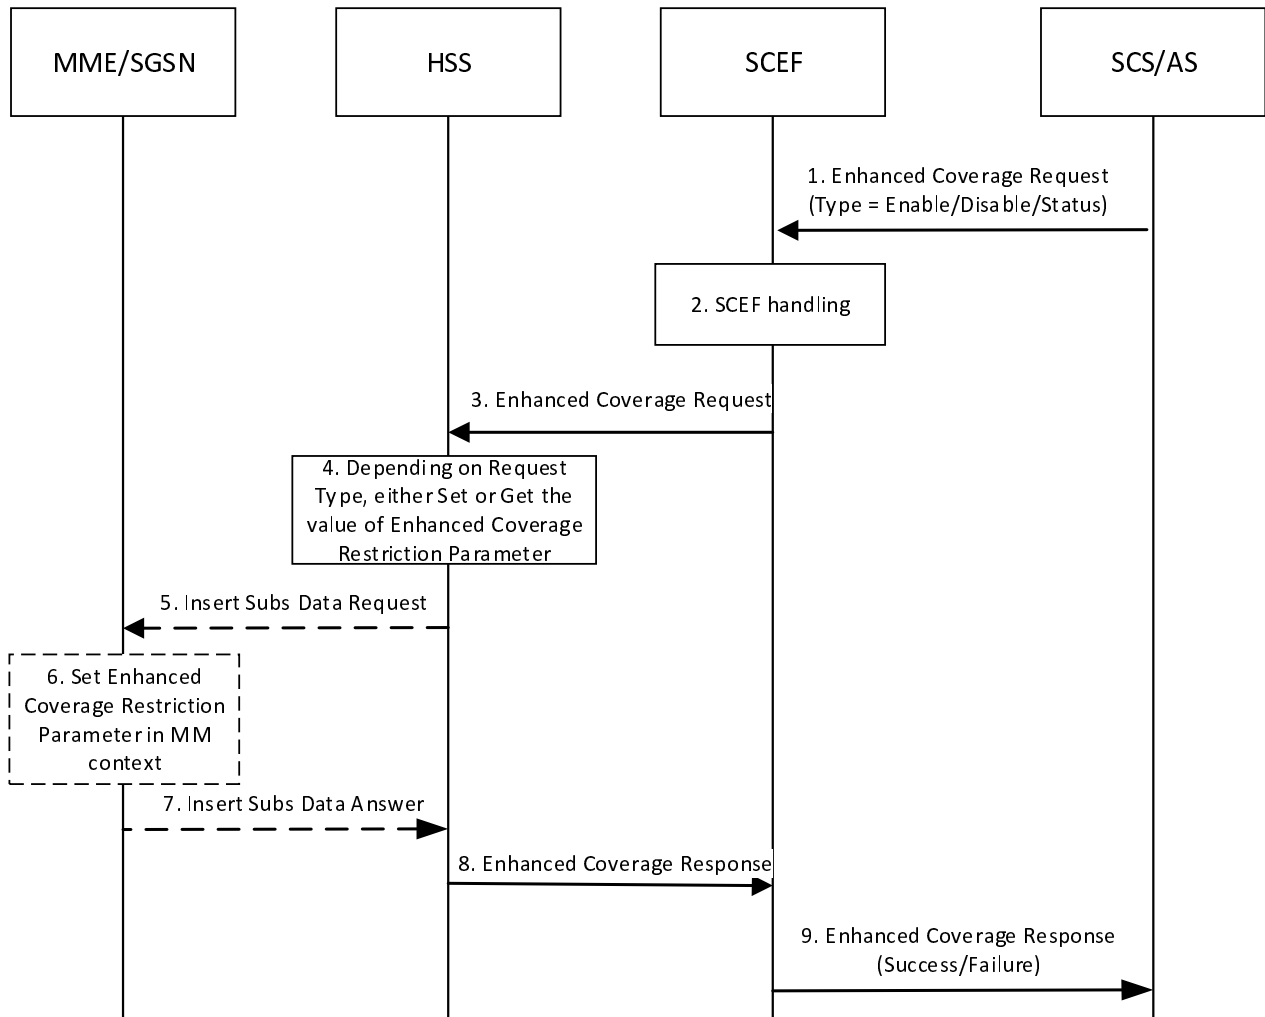 MME/SGSN
HSS
SCEF
SCS/AS
1. Enhanced Coverage Request
(Type = Enable/Disable/Status)
2. SCEF handling
3. Enhanced Coverage Request
4. Depending on Request
Type, either Set or Get the
value of Enhanced Coverage
Restriction Parameter
5. Insert Subs Data Request
6. Set Enhanced
Coverage Restriction
Parameter in MM
context
7. Insert Subs Data Answer
8. Enhanced Coverage Response
9. Enhanced Coverage Response
(Success/Failure)